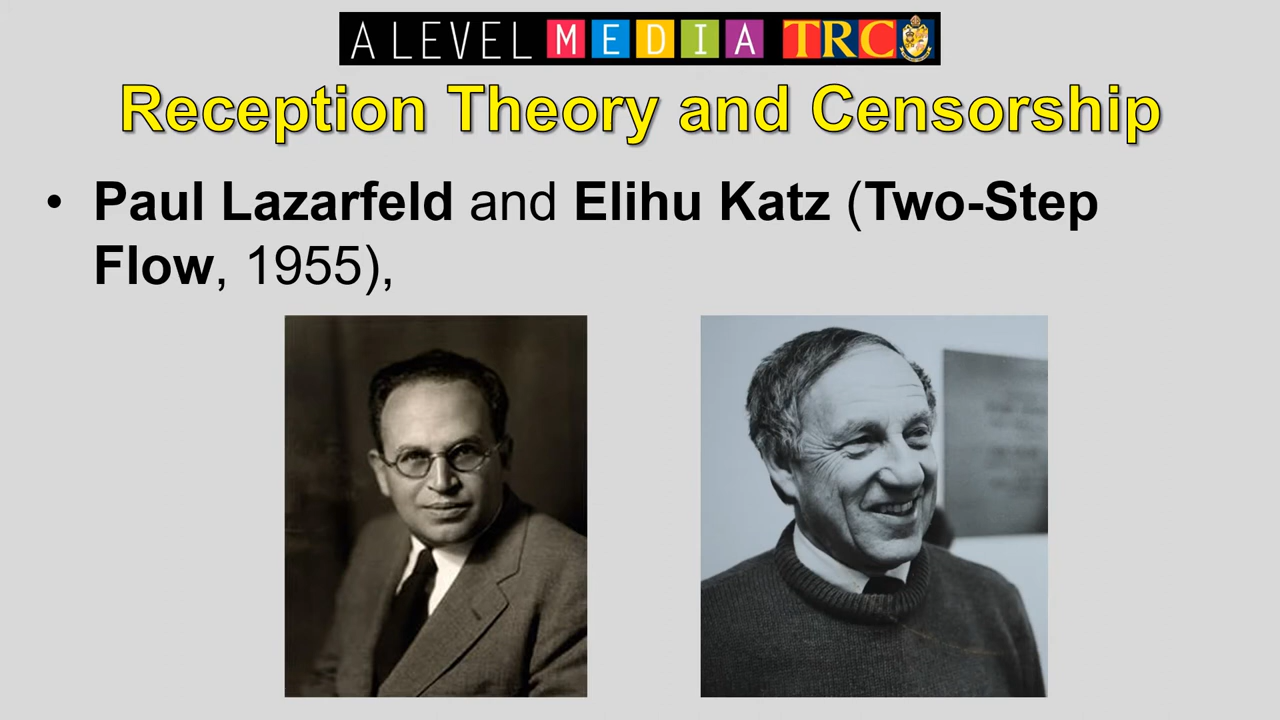 A LEVEL MEDIA TRC
Reception Theory and Censorship
• Paul Lazarfeld and Elihu Katz (Two-Step
Flow, 1955),